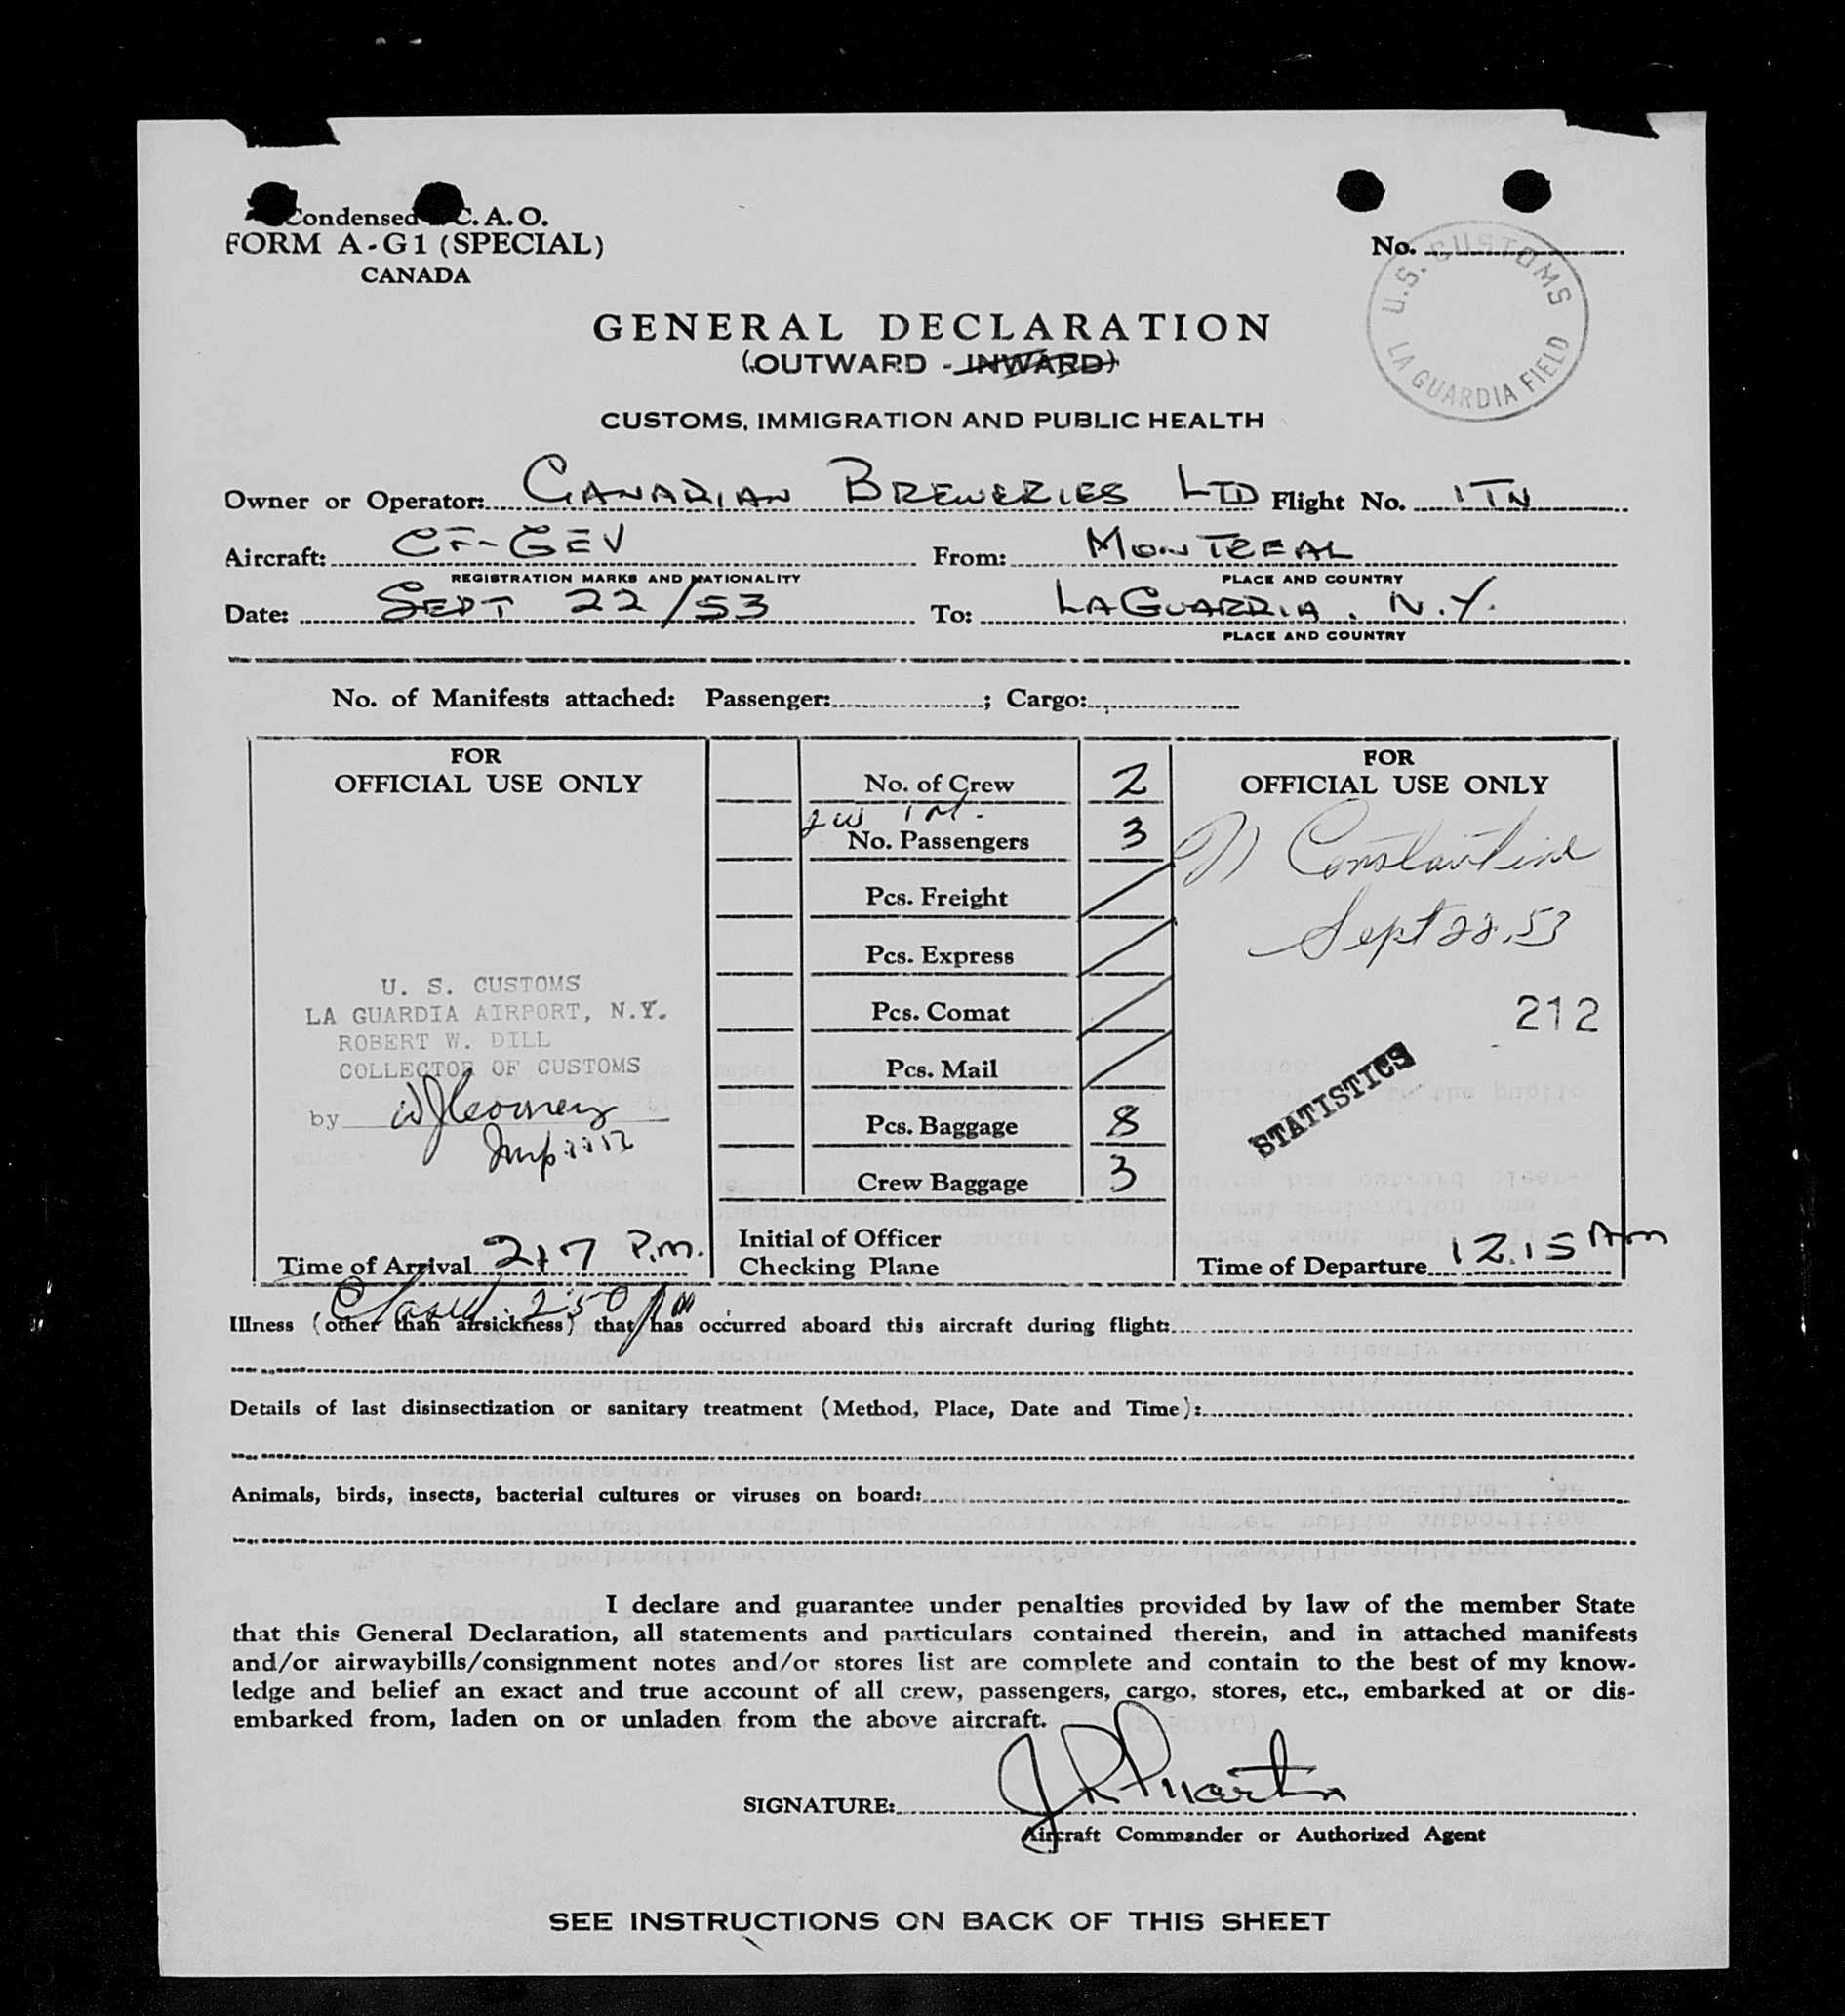 Condensed C. A. O.
FORM A-G1 (SPECIAL)
CANADA
No.
U.S. CUSTOMS
LA GUARDIA FIELD
GENERAL DECLARATION
(OUTWARD - INWARD)
CUSTOMS, IMMIGRATION AND PUBLIC HEALTH
Owner or Operator: CANADIAN BREWERIES LTD Flight No. 1TN
Aircraft: CF-GEV From: MONTREAL
REGISTRATION MARKS AND NATIONALITY PLACE AND COUNTRY
Date: SEPT 22/53 To: LAGUARDIA. N.Y.
PLACE AND COUNTRY
No. of Manifests attached: Passenger: ; Cargo:
FOR
OFFICIAL USE ONLY
U. S. CUSTOMS
LA GUARDIA AIRPORT, N.Y.
ROBERT W. DILL
COLLECTOR OF CUSTOMS
by
Time of Arrival 217 P.m.
No. of Crew 2
2W 1M.
No. Passengers 3
Pcs. Freight
Pcs. Express
Pcs. Comat
Pcs. Mail
Pcs. Baggage 8
Crew Baggage 3
Initial of Officer
Checking Plane
FOR
OFFICIAL USE ONLY
N Constantine
Sept 22, 53
212
STATISTICS
Time of Departure 12.15 Am
2:50 pm
Illness (other than airsickness) that has occurred aboard this aircraft during flight:
Details of last disinsectization or sanitary treatment (Method, Place, Date and Time):
Animals, birds, insects, bacterial cultures or viruses on board:
I declare and guarantee under penalties provided by law of the member State
that this General Declaration, all statements and particulars contained therein, and in attached manifests
and/or airwaybills/consignment notes and/or stores list are complete and contain to the best of my know-
ledge and belief an exact and true account of all crew, passengers, cargo, stores, etc., embarked at or dis-
embarked from, laden on or unladen from the above aircraft.
SIGNATURE: J R Martin
Aircraft Commander or Authorized Agent
SEE INSTRUCTIONS ON BACK OF THIS SHEET